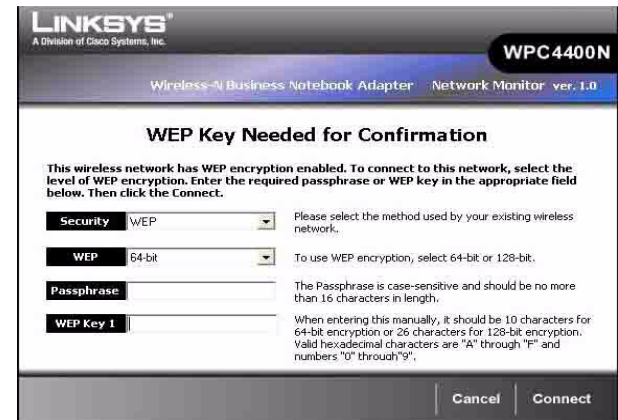 LINKSYS®
A Division of Cisco Systems, Inc.
WPC4400N
Wireless-N Business Notebook Adapter Network Monitor ver. 1.0
WEP Key Needed for Confirmation
This wireless network has WEP encryption enabled. To connect to this network, select the
level of WEP encryption. Enter the required passphrase or WEP key in the appropriate field
below. Then click the Connect.
Security WEP
Please select the method used by your existing wireless
network.
WEP 64-bit
To use WEP encryption, select 64-bit or 128-bit.
Passphrase
The Passphrase is case-sensitive and should be no more
than 16 characters in length.
WEP Key 1
When entering this manually, it should be 10 characters for
64-bit encryption or 26 characters for 128-bit encryption.
Valid hexadecimal characters are "A" through "F" and
numbers "0" through"9".
Cancel Connect